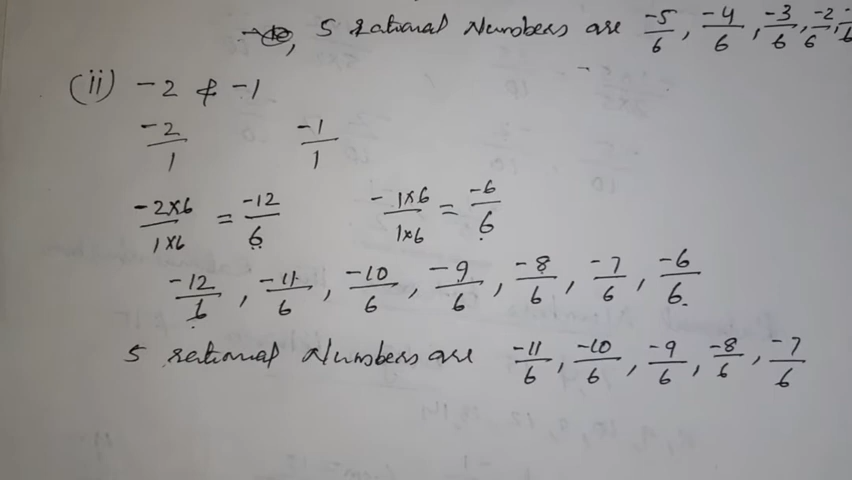 , 5 rational Numbers are -5/6, -4/6, -3/6, -2/6,
(ii) -2 & -1
-2/1 -1/1
-2×6/1×6 = -12/6 -1×6/1×6 = -6/6
-12/6, -11/6, -10/6, -9/6, -8/6, -7/6, -6/6
5 rational Numbers are -11/6, -10/6, -9/6, -8/6, -7/6